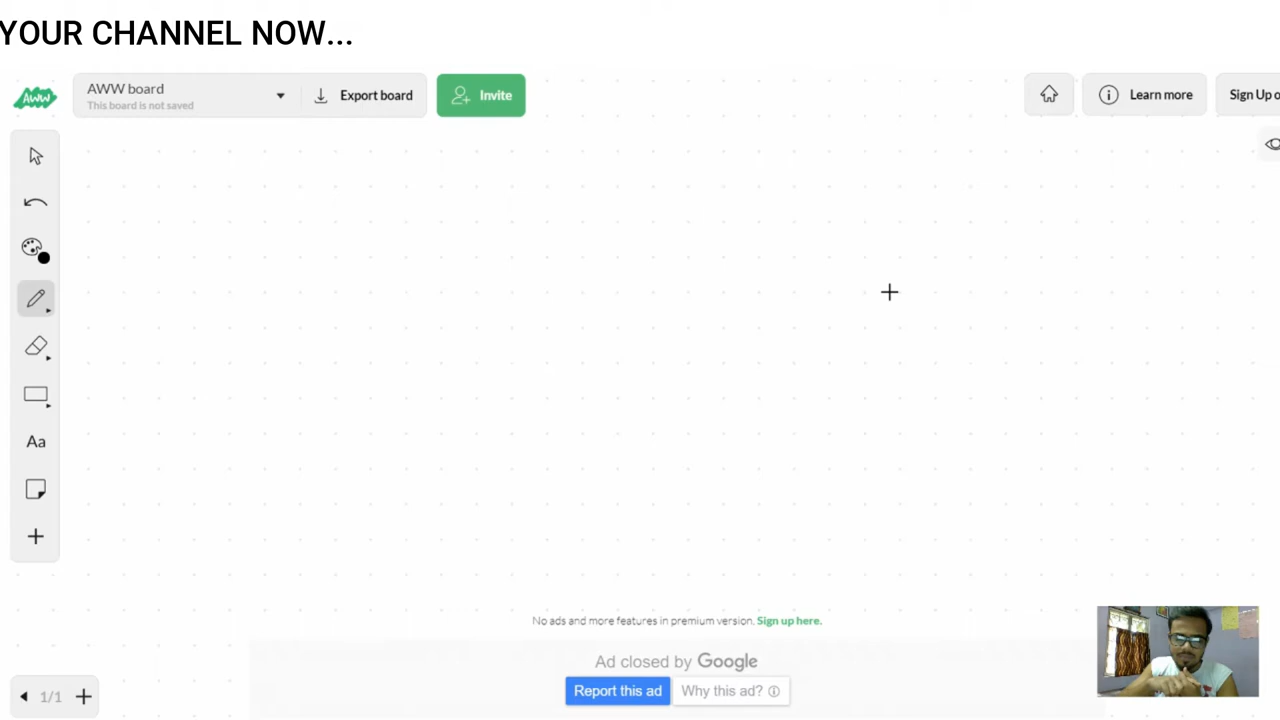 YOUR CHANNEL NOW...
AWW
AWW board
This board is not saved
Export board
Invite
Learn more
Sign Up o
Aa
No ads and more features in premium version. Sign up here.
Ad closed by Google
Report this ad
Why this ad?
1/1